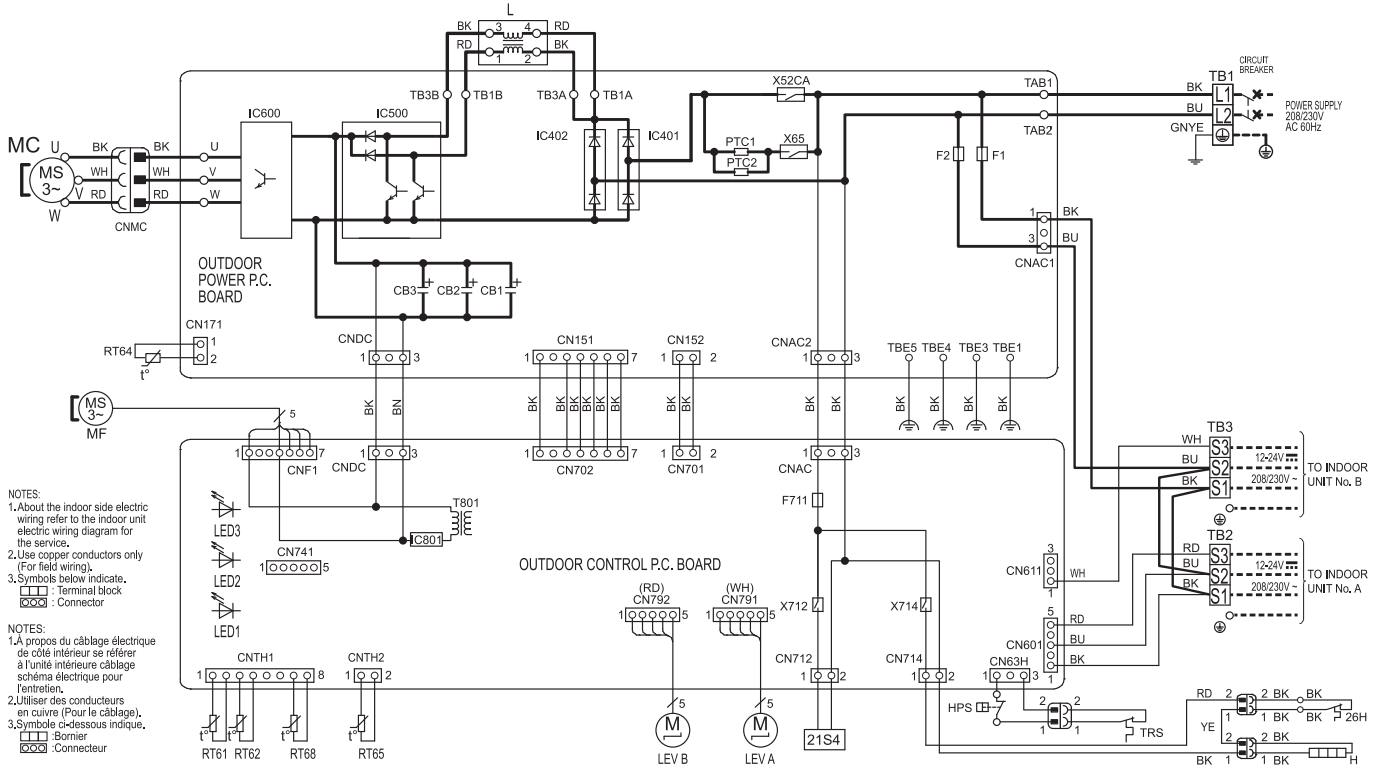 L
BK 3 4 RD
RD 1 2 BK
TB3B TB1B TB3A TB1A
X52CA
TAB1
TAB2
TB1
CIRCUIT
BREAKER
BK L1
BU L2
GNYE
POWER SUPPLY
208/230V
AC 60Hz
IC600
IC500
IC402
IC401
PTC1
PTC2
X65
F2 F1
MC
MS
3~
U BK BK U
V WH WH V
W RD RD W
CNMC
1 BK
3 BU
CNAC1
OUTDOOR
POWER P.C.
BOARD
CB3 + CB2 + CB1 +
CN171
1
2
RT64
t°
CNDC
1 3
CN151
1 7
CN152
1 2
CNAC2
1 3
TBE5 TBE4 TBE3 TBE1
BK BN
BK BK BK BK BK BK BK
BK BK
BK BK
BK BK BK BK
MS
3~
MF
5
1 7
CNF1
CNDC
1 3
1 7
CN702
1 2
CN701
CNAC
1 3
TB3
WH S3
BU S2
BK S1
12-24V
208/230V ~
TO INDOOR
UNIT No. B
TB2
RD S3
BU S2
BK S1
12-24V
208/230V ~
TO INDOOR
UNIT No. A
NOTES:
1.About the indoor side electric
wiring refer to the indoor unit
electric wiring diagram for
the service.
2.Use copper conductors only
(For field wiring).
3.Symbols below indicate.
: Terminal block
: Connector
NOTES:
1.À propos du câblage électrique
de côté intérieur se référer
à l'unité intérieure câblage
schéma électrique pour
l'entretien.
2.Utiliser des conducteurs
en cuivre (Pour le câblage).
3.Symbole ci-dessous indique.
:Bornier
:Connecteur
LED3
LED2
LED1
T801
IC801
CN741
1 5
F711
OUTDOOR CONTROL P.C. BOARD
(RD)
CN792
1 5
(WH)
CN791
1 5
X712
X714
3
CN611
1
WH
5
RD
CN601
BU
BK
1
CNTH1
1 8
CNTH2
1 2
CN712
1 2
CN714
1 2
CN63H
1 3
t° t° t° t°
RT61 RT62 RT68 RT65
5
M
LEV B
5
M
LEV A
21S4
HPS
2 2
1 1
TRS
RD 2 2 BK BK
1 1 BK BK 26H
YE
2 2
BK 1 1 BK H